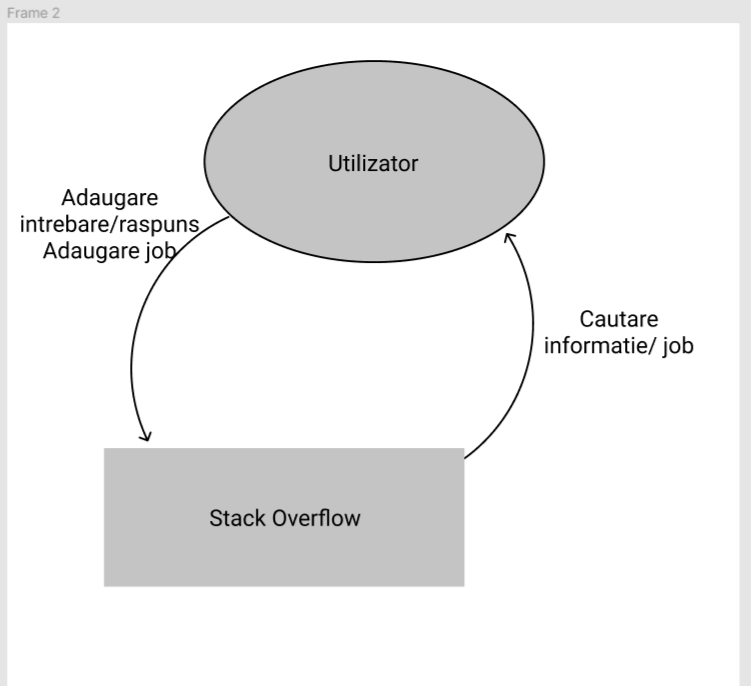 Frame 2
Utilizator
Adaugare
intrebare/raspuns
Adaugare job
Cautare
informatie/ job
Stack Overflow